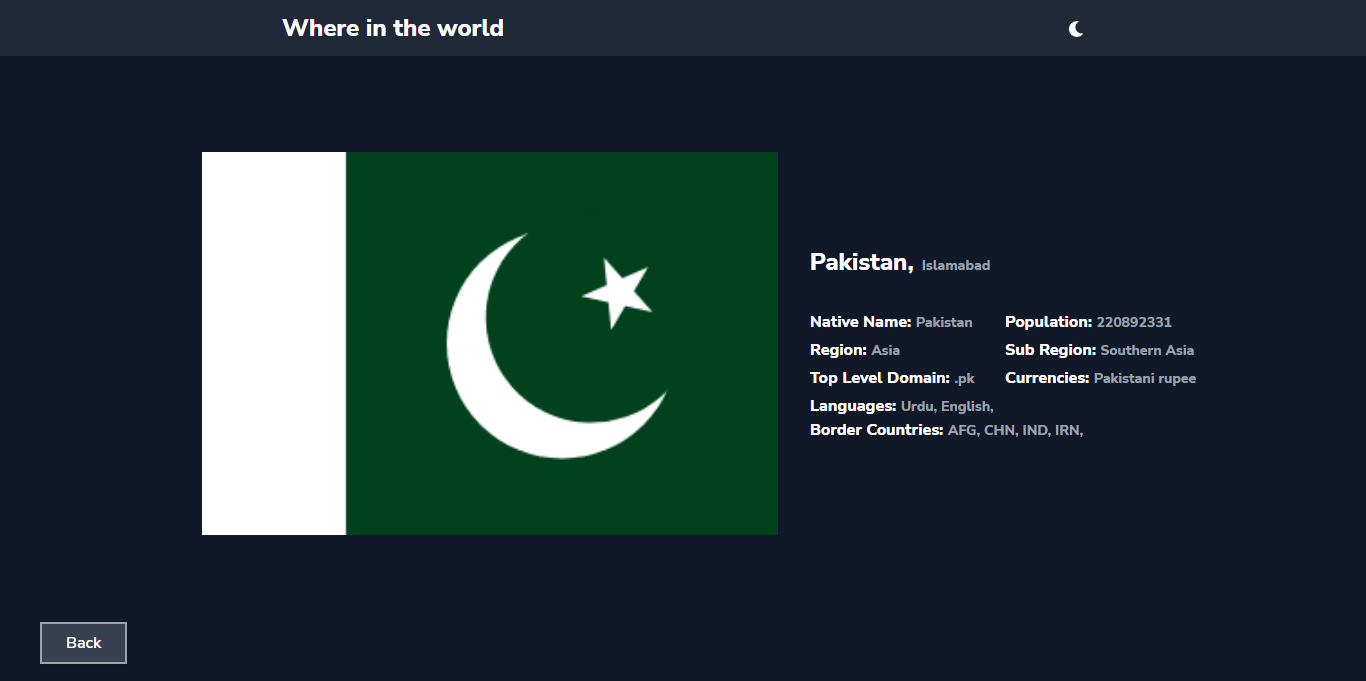 Where in the world
Pakistan, Islamabad
Native Name: Pakistan
Population: 220892331
Region: Asia
Sub Region: Southern Asia
Top Level Domain: .pk
Currencies: Pakistani rupee
Languages: Urdu, English,
Border Countries: AFG, CHN, IND, IRN,
Back